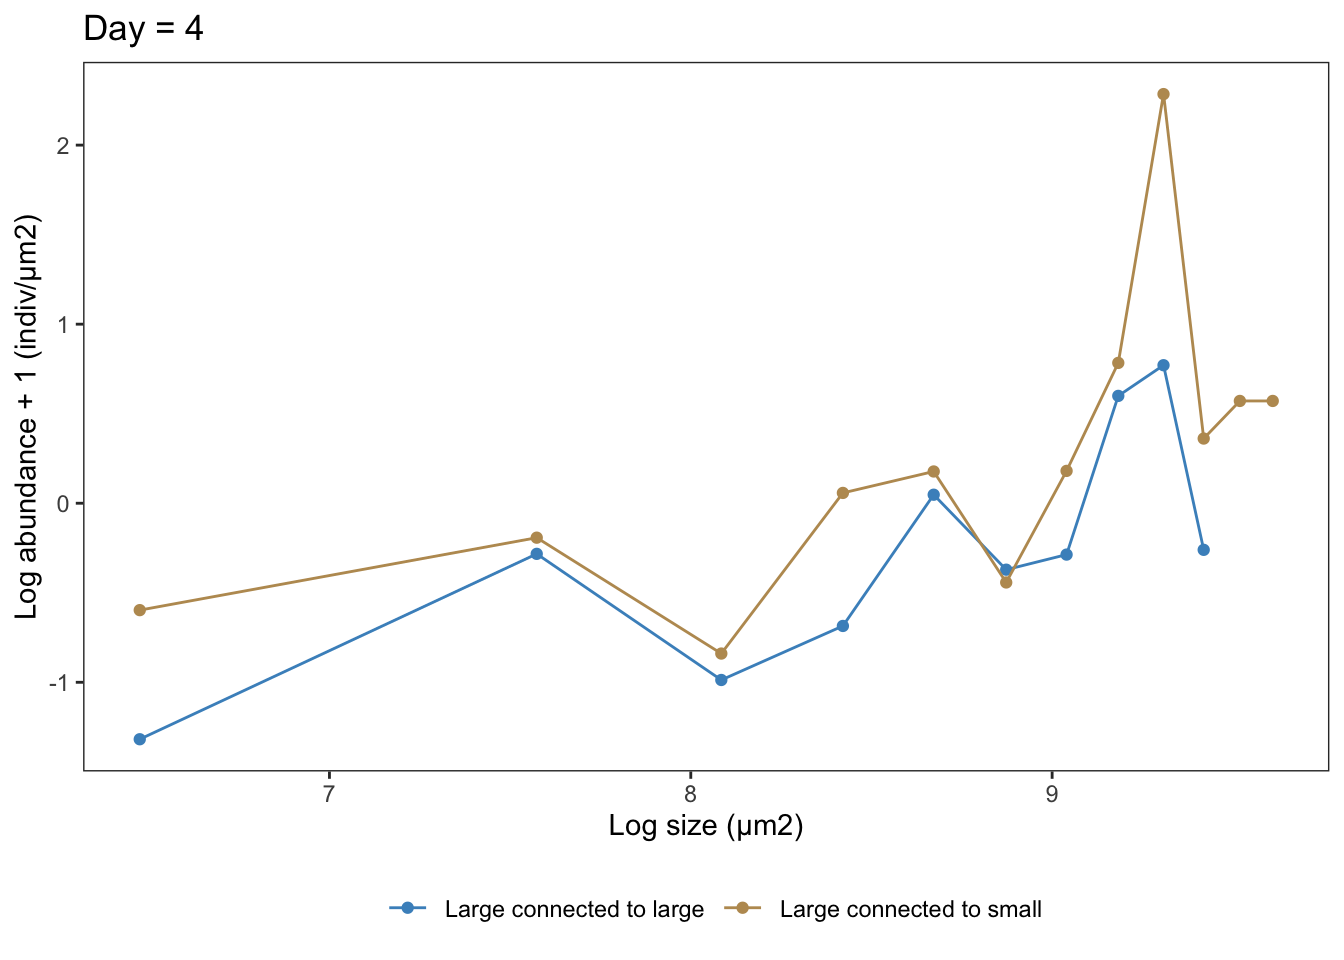 Day = 4
Log abundance + 1 (indiv/µm2)
2
1
0
-1
7 8 9
Log size (µm2)
Large connected to large Large connected to small